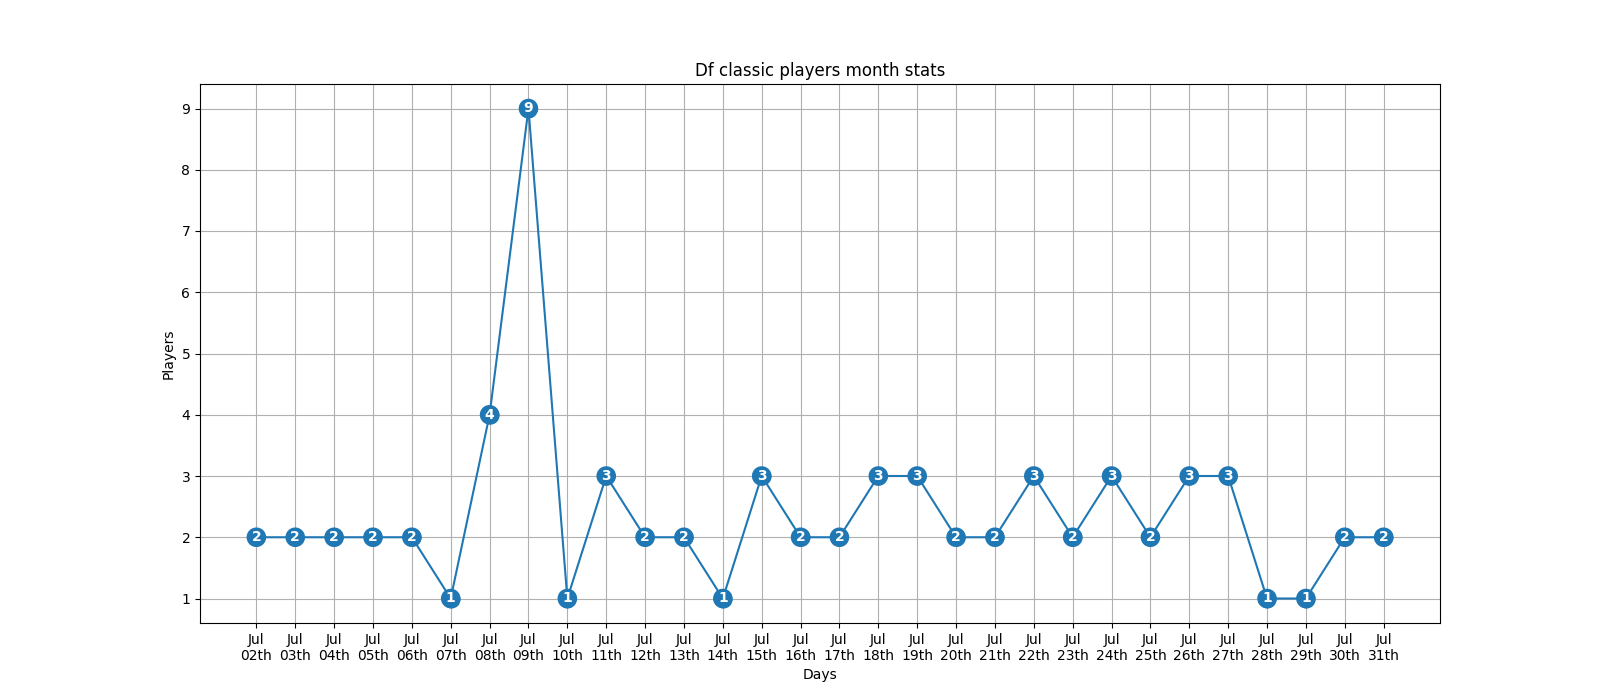 Df classic players month stats
9
8
7
6
5
4
3
2
1
Players
2 2 2 2 2 1 4 9 1 3 2 2 1 3 2 2 3 3 2 2 3 2 3 2 3 3 1 1 2 2
Jul Jul Jul Jul Jul Jul Jul Jul Jul Jul Jul Jul Jul Jul Jul Jul Jul Jul Jul Jul Jul Jul Jul Jul Jul Jul Jul Jul Jul Jul
02th 03th 04th 05th 06th 07th 08th 09th 10th 11th 12th 13th 14th 15th 16th 17th 18th 19th 20th 21th 22th 23th 24th 25th 26th 27th 28th 29th 30th 31th
Days